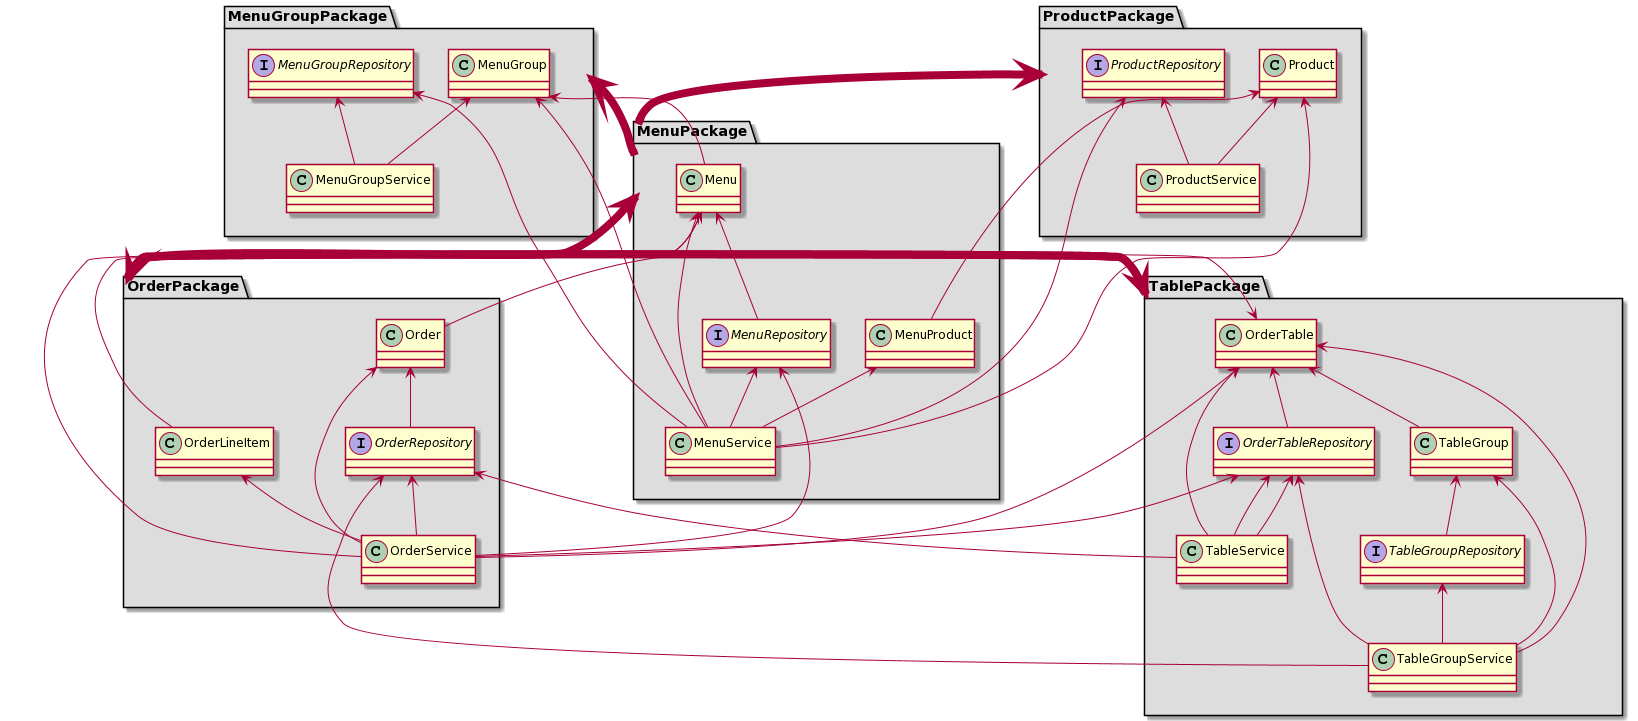 MenuGroupPackage
ProductPackage
I MenuGroupRepository
C MenuGroup
I ProductRepository
C Product
MenuPackage
C MenuGroupService
C Menu
C ProductService
OrderPackage
TablePackage
C Order
I MenuRepository
C MenuProduct
C OrderTable
C OrderLineItem
I OrderRepository
C MenuService
I OrderTableRepository
C TableGroup
C OrderService
C TableService
I TableGroupRepository
C TableGroupService